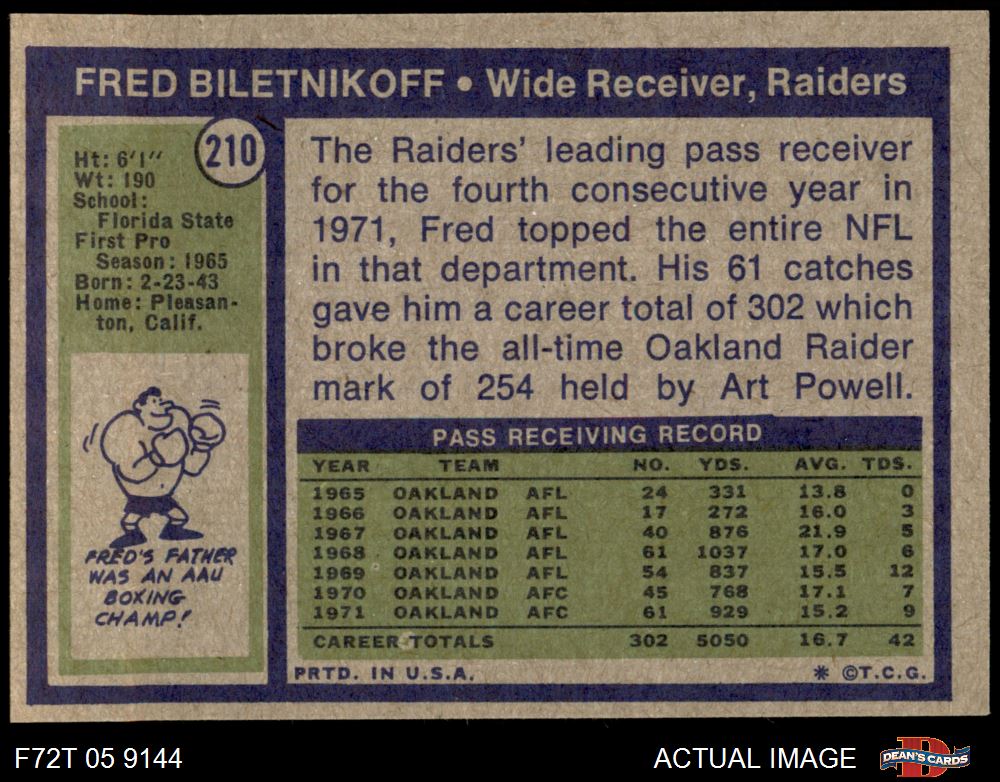 FRED BILETNIKOFF • Wide Receiver, Raiders
210
Ht: 6'1"
Wt: 190
School:
Florida State
First Pro
Season: 1965
Born: 2-23-43
Home: Pleasan-
ton, Calif.
FRED'S FATHER
WAS AN AAU
BOXING
CHAMP!
The Raiders' leading pass receiver
for the fourth consecutive year in
1971, Fred topped the entire NFL
in that department. His 61 catches
gave him a career total of 302 which
broke the all-time Oakland Raider
mark of 254 held by Art Powell.
PASS RECEIVING RECORD
YEAR TEAM NO. YDS. AVG. TDS.
1965 OAKLAND AFL 24 331 13.8 0
1966 OAKLAND AFL 17 272 16.0 3
1967 OAKLAND AFL 40 876 21.9 5
1968 OAKLAND AFL 61 1037 17.0 6
1969 OAKLAND AFL 54 837 15.5 12
1970 OAKLAND AFC 45 768 17.1 7
1971 OAKLAND AFC 61 929 15.2 9
CAREER TOTALS 302 5050 16.7 42
PRTD. IN U.S.A. * ©T.C.G.
F72T 05 9144
ACTUAL IMAGE
D
DEAN'S CARDS